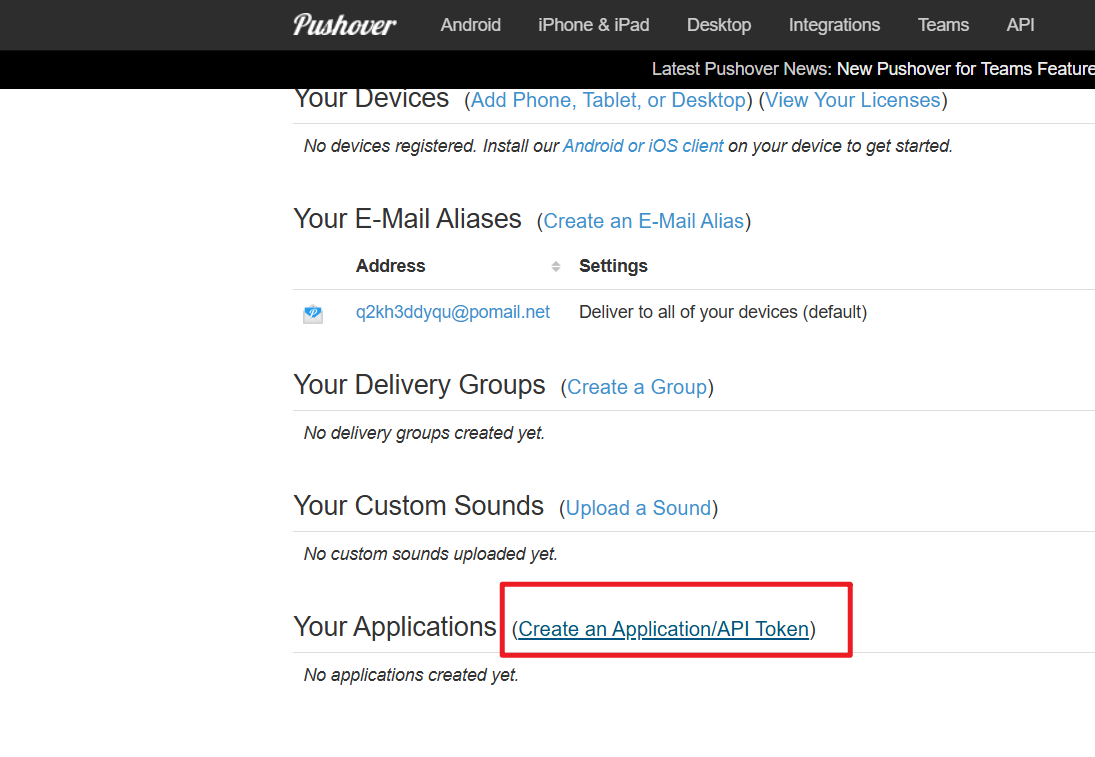 Pushover Android iPhone & iPad Desktop Integrations Teams API
Latest Pushover News: New Pushover for Teams Feature
Your Devices (Add Phone, Tablet, or Desktop) (View Your Licenses)
No devices registered. Install our Android or iOS client on your device to get started.
Your E-Mail Aliases (Create an E-Mail Alias)
Address Settings
q2kh3ddyqu@pomail.net Deliver to all of your devices (default)
Your Delivery Groups (Create a Group)
No delivery groups created yet.
Your Custom Sounds (Upload a Sound)
No custom sounds uploaded yet.
Your Applications (Create an Application/API Token)
No applications created yet.